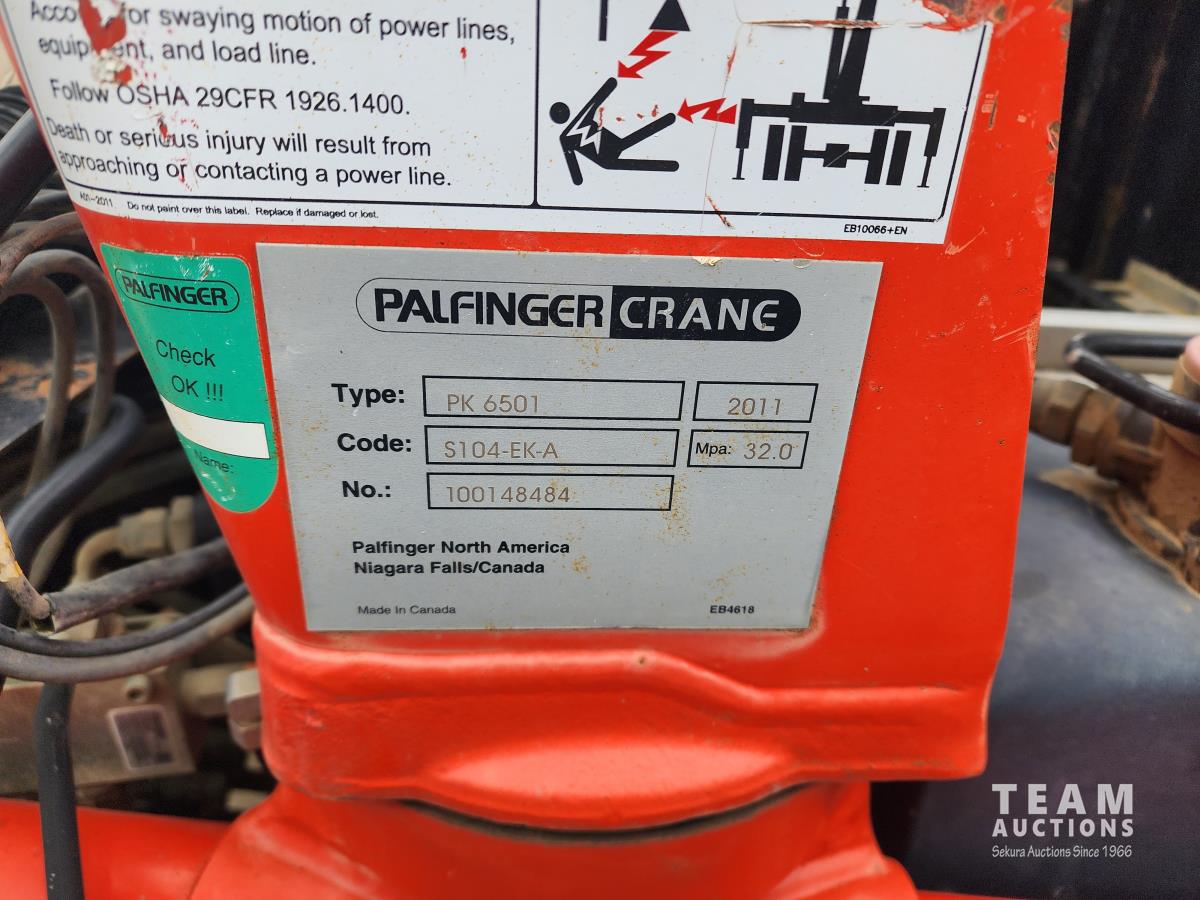 for swaying motion of power lines,
and load line.
Follow OSHA 29CFR 1926.1400.
Death or serious injury will result from
approaching or contacting a power line.
A01-2011 Do not paint over this label. Replace if damaged or lost.
EB10066+EN
PALFINGER
Check
OK !!!
Name:
PALFINGER CRANE
Type: PK 6501 2011
Code: S104-EK-A Mpa: 32.0
No.: 100148484
Palfinger North America
Niagara Falls/Canada
Made In Canada EB4618
TEAM
AUCTIONS
Sekura Auctions Since 1966